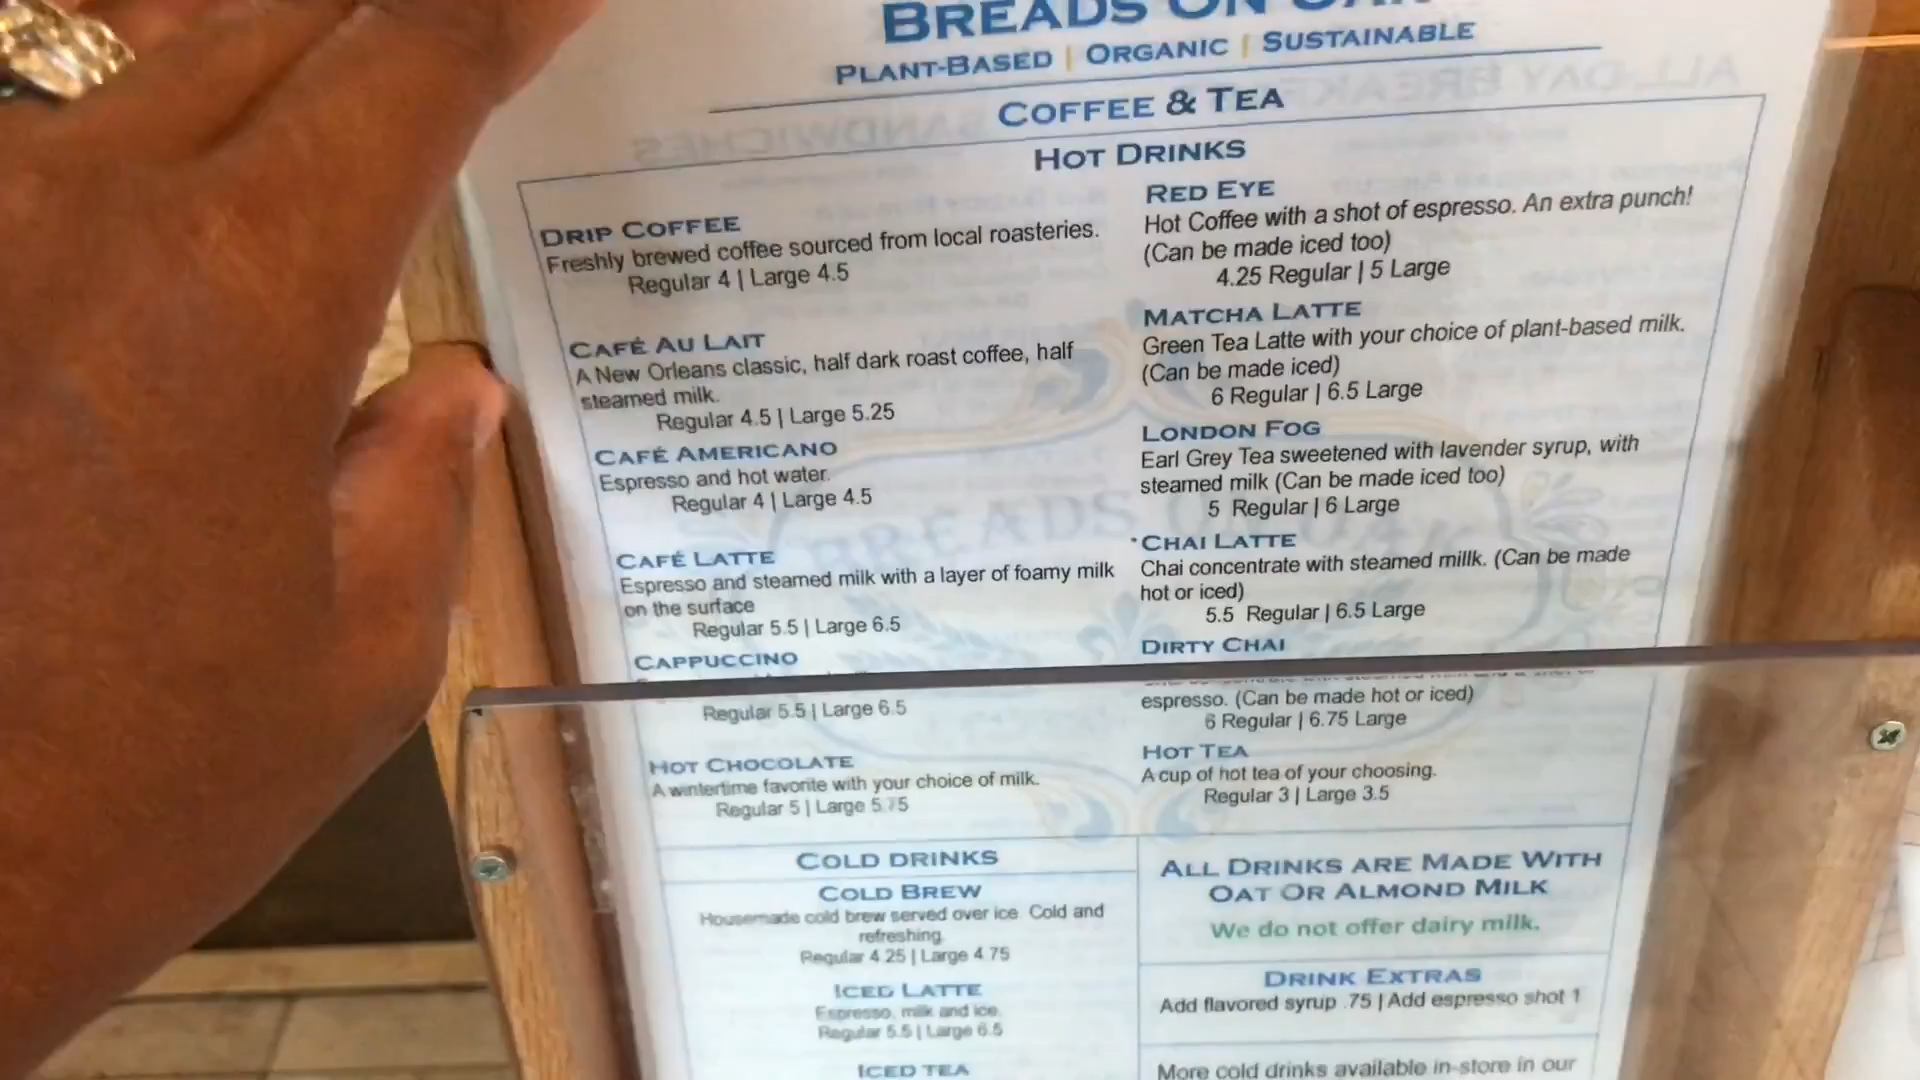 BREADS ON
PLANT-BASED | ORGANIC | SUSTAINABLE
COFFEE & TEA
HOT DRINKS
DRIP COFFEE
Freshly brewed coffee sourced from local roasteries.
Regular 4 | Large 4.5
CAFÉ AU LAIT
A New Orleans classic, half dark roast coffee, half
steamed milk.
Regular 4.5 | Large 5.25
CAFÉ AMERICANO
Espresso and hot water.
Regular 4 | Large 4.5
CAFÉ LATTE
Espresso and steamed milk with a layer of foamy milk
on the surface
Regular 5.5 | Large 6.5
CAPPUCCINO
Regular 5.5 | Large 6.5
HOT CHOCOLATE
A wintertime favorite with your choice of milk.
Regular 5 | Large 5.75
RED EYE
Hot Coffee with a shot of espresso. An extra punch!
(Can be made iced too)
4.25 Regular | 5 Large
MATCHA LATTE
Green Tea Latte with your choice of plant-based milk.
(Can be made iced)
6 Regular | 6.5 Large
LONDON FOG
Earl Grey Tea sweetened with lavender syrup, with
steamed milk (Can be made iced too)
5 Regular | 6 Large
*CHAI LATTE
Chai concentrate with steamed millk. (Can be made
hot or iced)
5.5 Regular | 6.5 Large
DIRTY CHAI
espresso. (Can be made hot or iced)
6 Regular | 6.75 Large
HOT TEA
A cup of hot tea of your choosing.
Regular 3 | Large 3.5
COLD DRINKS
COLD BREW
Housemade cold brew served over ice. Cold and
refreshing.
Regular 4.25 | Large 4.75
ICED LATTE
Espresso, milk and ice.
Regular 5.5 | Large 6.5
ICED TEA
ALL DRINKS ARE MADE WITH
OAT OR ALMOND MILK
We do not offer dairy milk.
DRINK EXTRAS
Add flavored syrup .75 | Add espresso shot 1
More cold drinks available in-store in our